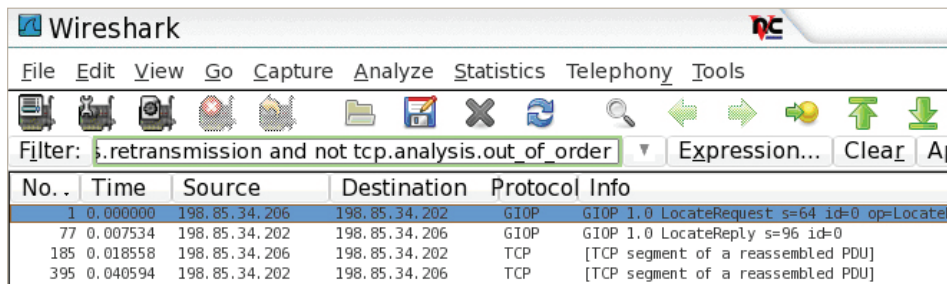 Wireshark
VNC
File Edit View Go Capture Analyze Statistics Telephony Tools
Filter: s.retransmission and not tcp.analysis.out_of_order Expression... Clear Ap
No. . Time Source Destination Protocol Info
1 0.000000 198.85.34.206 198.85.34.202 GIOP GIOP 1.0 LocateRequest s=64 id=0 op=Locate
77 0.007534 198.85.34.202 198.85.34.206 GIOP GIOP 1.0 LocateReply s=96 id=0
185 0.018558 198.85.34.206 198.85.34.202 TCP [TCP segment of a reassembled PDU]
395 0.040594 198.85.34.202 198.85.34.206 TCP [TCP segment of a reassembled PDU]